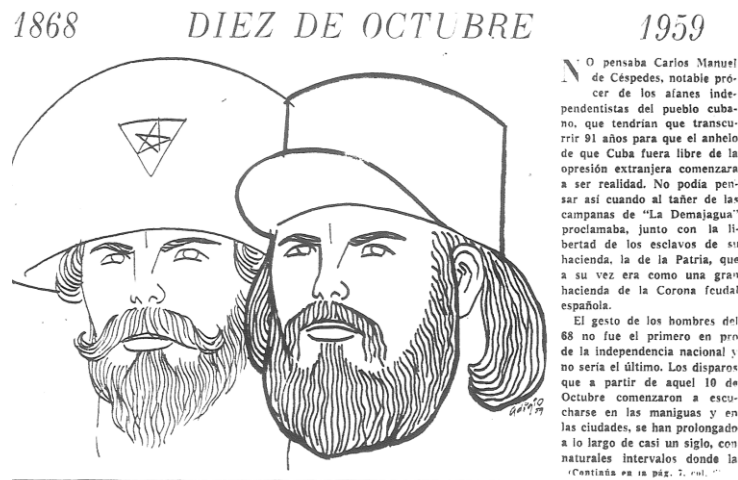 1868
DIEZ DE OCTUBRE
1959
NO pensaba Carlos Manuel
de Céspedes, notable pró-
cer de los afanes inde-
pendentistas del pueblo cuba-
no, que tendrían que transcu-
rrir 91 años para que el anhelo
de que Cuba fuera libre de la
opresión extranjera comenzara
a ser realidad. No podía pen-
sar así cuando al tañer de las
campanas de "La Demajagua"
proclamaba, junto con la li-
bertad de los esclavos de su
hacienda, la de la Patria, que
a su vez era como una gran
hacienda de la Corona feudal
española.
El gesto de los hombres del
68 no fue el primero en pro
de la independencia nacional y
no sería el último. Los disparos
que a partir de aquel 10 de
Octubre comenzaron a escu-
charse en las maniguas y en
las ciudades, se han prolongado
a lo largo de casi un siglo, con
naturales intervalos donde la
(Continúa en la pág. 7, col.